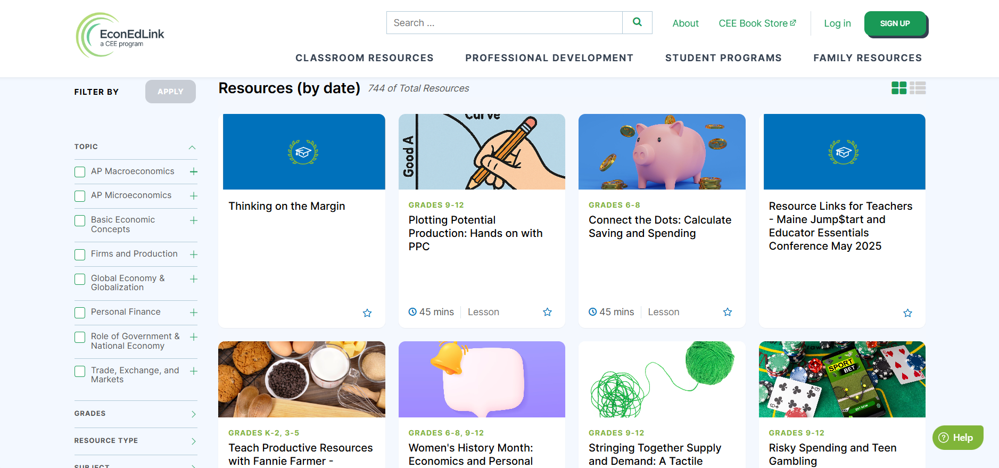 EconEdLink
a CEE program
Search ...
About
CEE Book Store
Log in
SIGN UP
CLASSROOM RESOURCES
PROFESSIONAL DEVELOPMENT
STUDENT PROGRAMS
FAMILY RESOURCES
FILTER BY
APPLY
Resources (by date)
744 of Total Resources
TOPIC
AP Macroeconomics
AP Microeconomics
Basic Economic
Concepts
Firms and Production
Global Economy &
Globalization
Personal Finance
Role of Government &
National Economy
Trade, Exchange, and
Markets
GRADES
RESOURCE TYPE
SUBJECT
Thinking on the Margin
Curve
Good A
GRADES 9-12
Plotting Potential
Production: Hands on with
PPC
45 mins
Lesson
GRADES 6-8
Connect the Dots: Calculate
Saving and Spending
45 mins
Lesson
Resource Links for Teachers
- Maine Jump$tart and
Educator Essentials
Conference May 2025
GRADES K-2, 3-5
Teach Productive Resources
with Fannie Farmer -
GRADES 6-8, 9-12
Women's History Month:
Economics and Personal
GRADES 9-12
Stringing Together Supply
and Demand: A Tactile
SPORT
BET
BET NOW
GRADES 9-12
Risky Spending and Teen
Gambling
Help